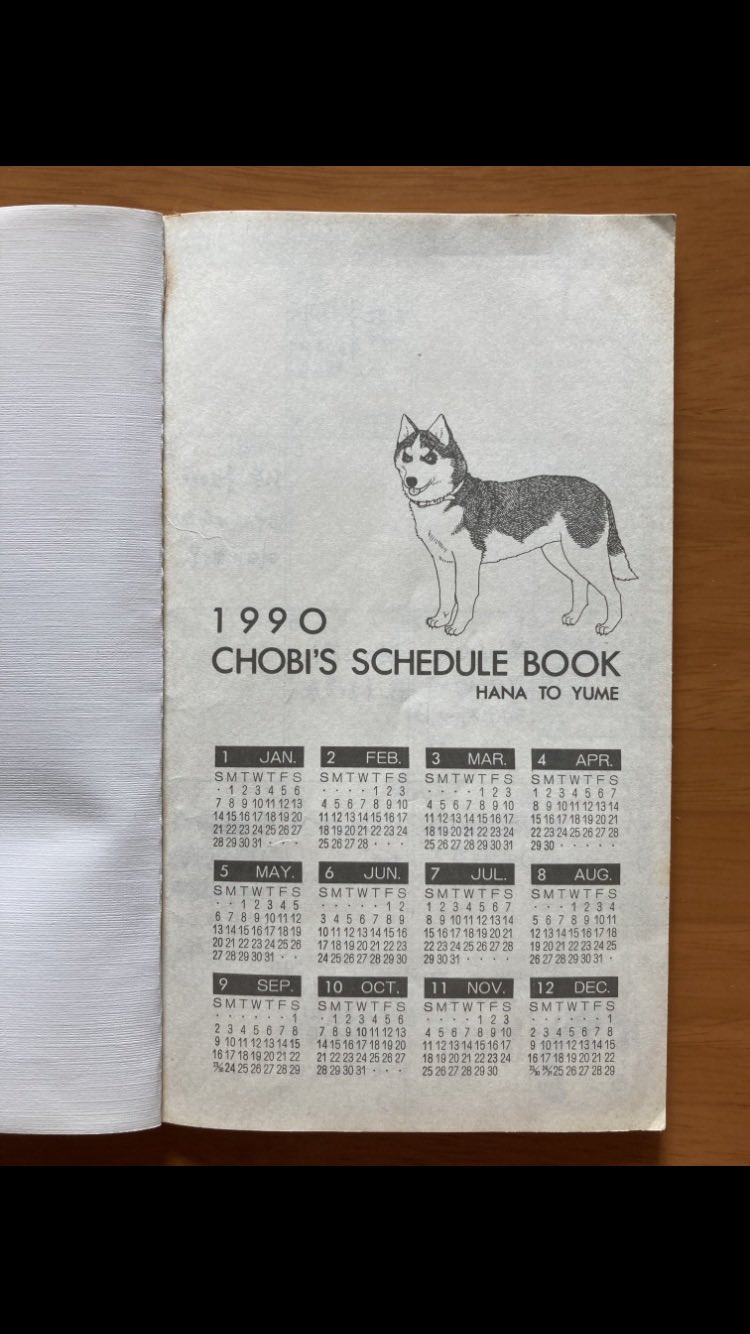 1990
CHOBI'S SCHEDULE BOOK
HANA TO YUME
1 JAN.
S M T W T F S
· 1 2 3 4 5 6
7 8 9 10 11 12 13
14 15 16 17 18 19 20
21 22 23 24 25 26 27
28 29 30 31 · · ·
2 FEB.
S M T W T F S
· · · · 1 2 3
4 5 6 7 8 9 10
11 12 13 14 15 16 17
18 19 20 21 22 23 24
25 26 27 28 · · ·
3 MAR.
S M T W T F S
· · · · 1 2 3
4 5 6 7 8 9 10
11 12 13 14 15 16 17
18 19 20 21 22 23 24
25 26 27 28 29 30 31
4 APR.
S M T W T F S
1 2 3 4 5 6 7
8 9 10 11 12 13 14
15 16 17 18 19 20 21
22 23 24 25 26 27 28
29 30 · · · · ·
5 MAY.
S M T W T F S
· · 1 2 3 4 5
6 7 8 9 10 11 12
13 14 15 16 17 18 19
20 21 22 23 24 25 26
27 28 29 30 31 · ·
6 JUN.
S M T W T F S
· · · · · 1 2
3 4 5 6 7 8 9
10 11 12 13 14 15 16
17 18 19 20 21 22 23
24 25 26 27 28 29 30
7 JUL.
S M T W T F S
1 2 3 4 5 6 7
8 9 10 11 12 13 14
15 16 17 18 19 20 21
22 23 24 25 26 27 28
29 30 31 · · · ·
8 AUG.
S M T W T F S
· · · 1 2 3 4
5 6 7 8 9 10 11
12 13 14 15 16 17 18
19 20 21 22 23 24 25
26 27 28 29 30 31 ·
9 SEP.
S M T W T F S
· · · · · · 1
2 3 4 5 6 7 8
9 10 11 12 13 14 15
16 17 18 19 20 21 22
23/30 24 25 26 27 28 29
10 OCT.
S M T W T F S
· 1 2 3 4 5 6
7 8 9 10 11 12 13
14 15 16 17 18 19 20
21 22 23 24 25 26 27
28 29 30 31 · · ·
11 NOV.
S M T W T F S
· · · · 1 2 3
4 5 6 7 8 9 10
11 12 13 14 15 16 17
18 19 20 21 22 23 24
25 26 27 28 29 30
12 DEC.
S M T W T F S
· · · · · · 1
2 3 4 5 6 7 8
9 10 11 12 13 14 15
16 17 18 19 20 21 22
23/30 24/31 25 26 27 28 29